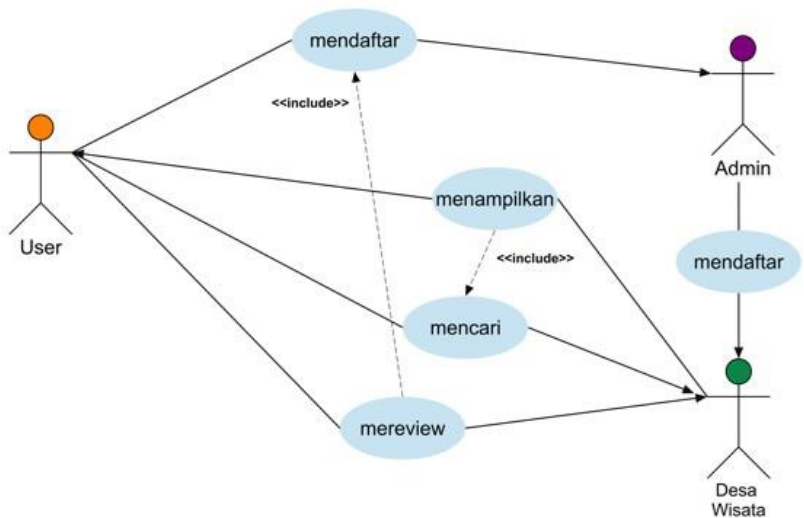 mendaftar
<<include>>
User
Admin
menampilkan
<<include>>
mendaftar
mencari
mereview
Desa
Wisata